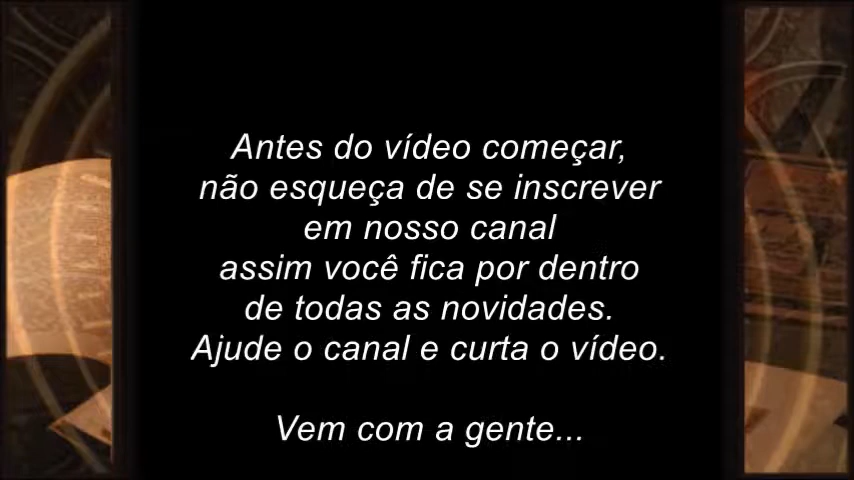 Antes do vídeo começar,
não esqueça de se inscrever
em nosso canal
assim você fica por dentro
de todas as novidades.
Ajude o canal e curta o vídeo.
Vem com a gente...